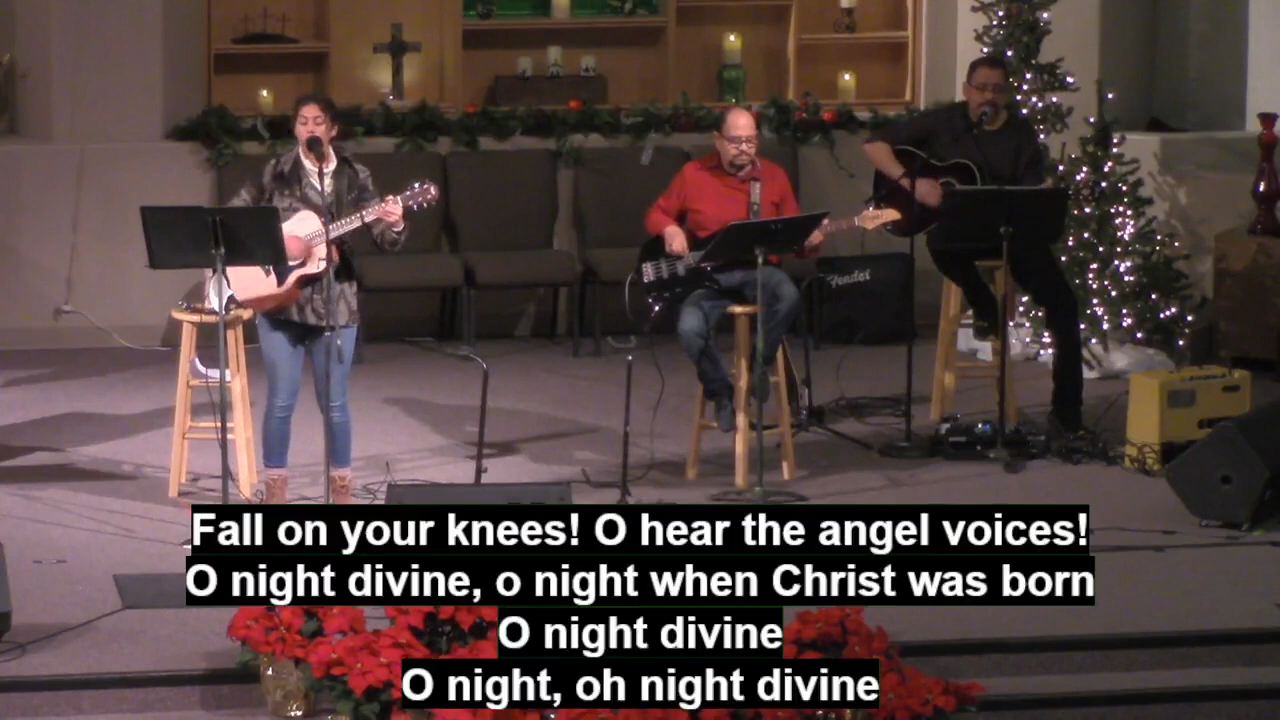 Fender
Fall on your knees! O hear the angel voices!
O night divine, o night when Christ was born
O night divine
O night, oh night divine